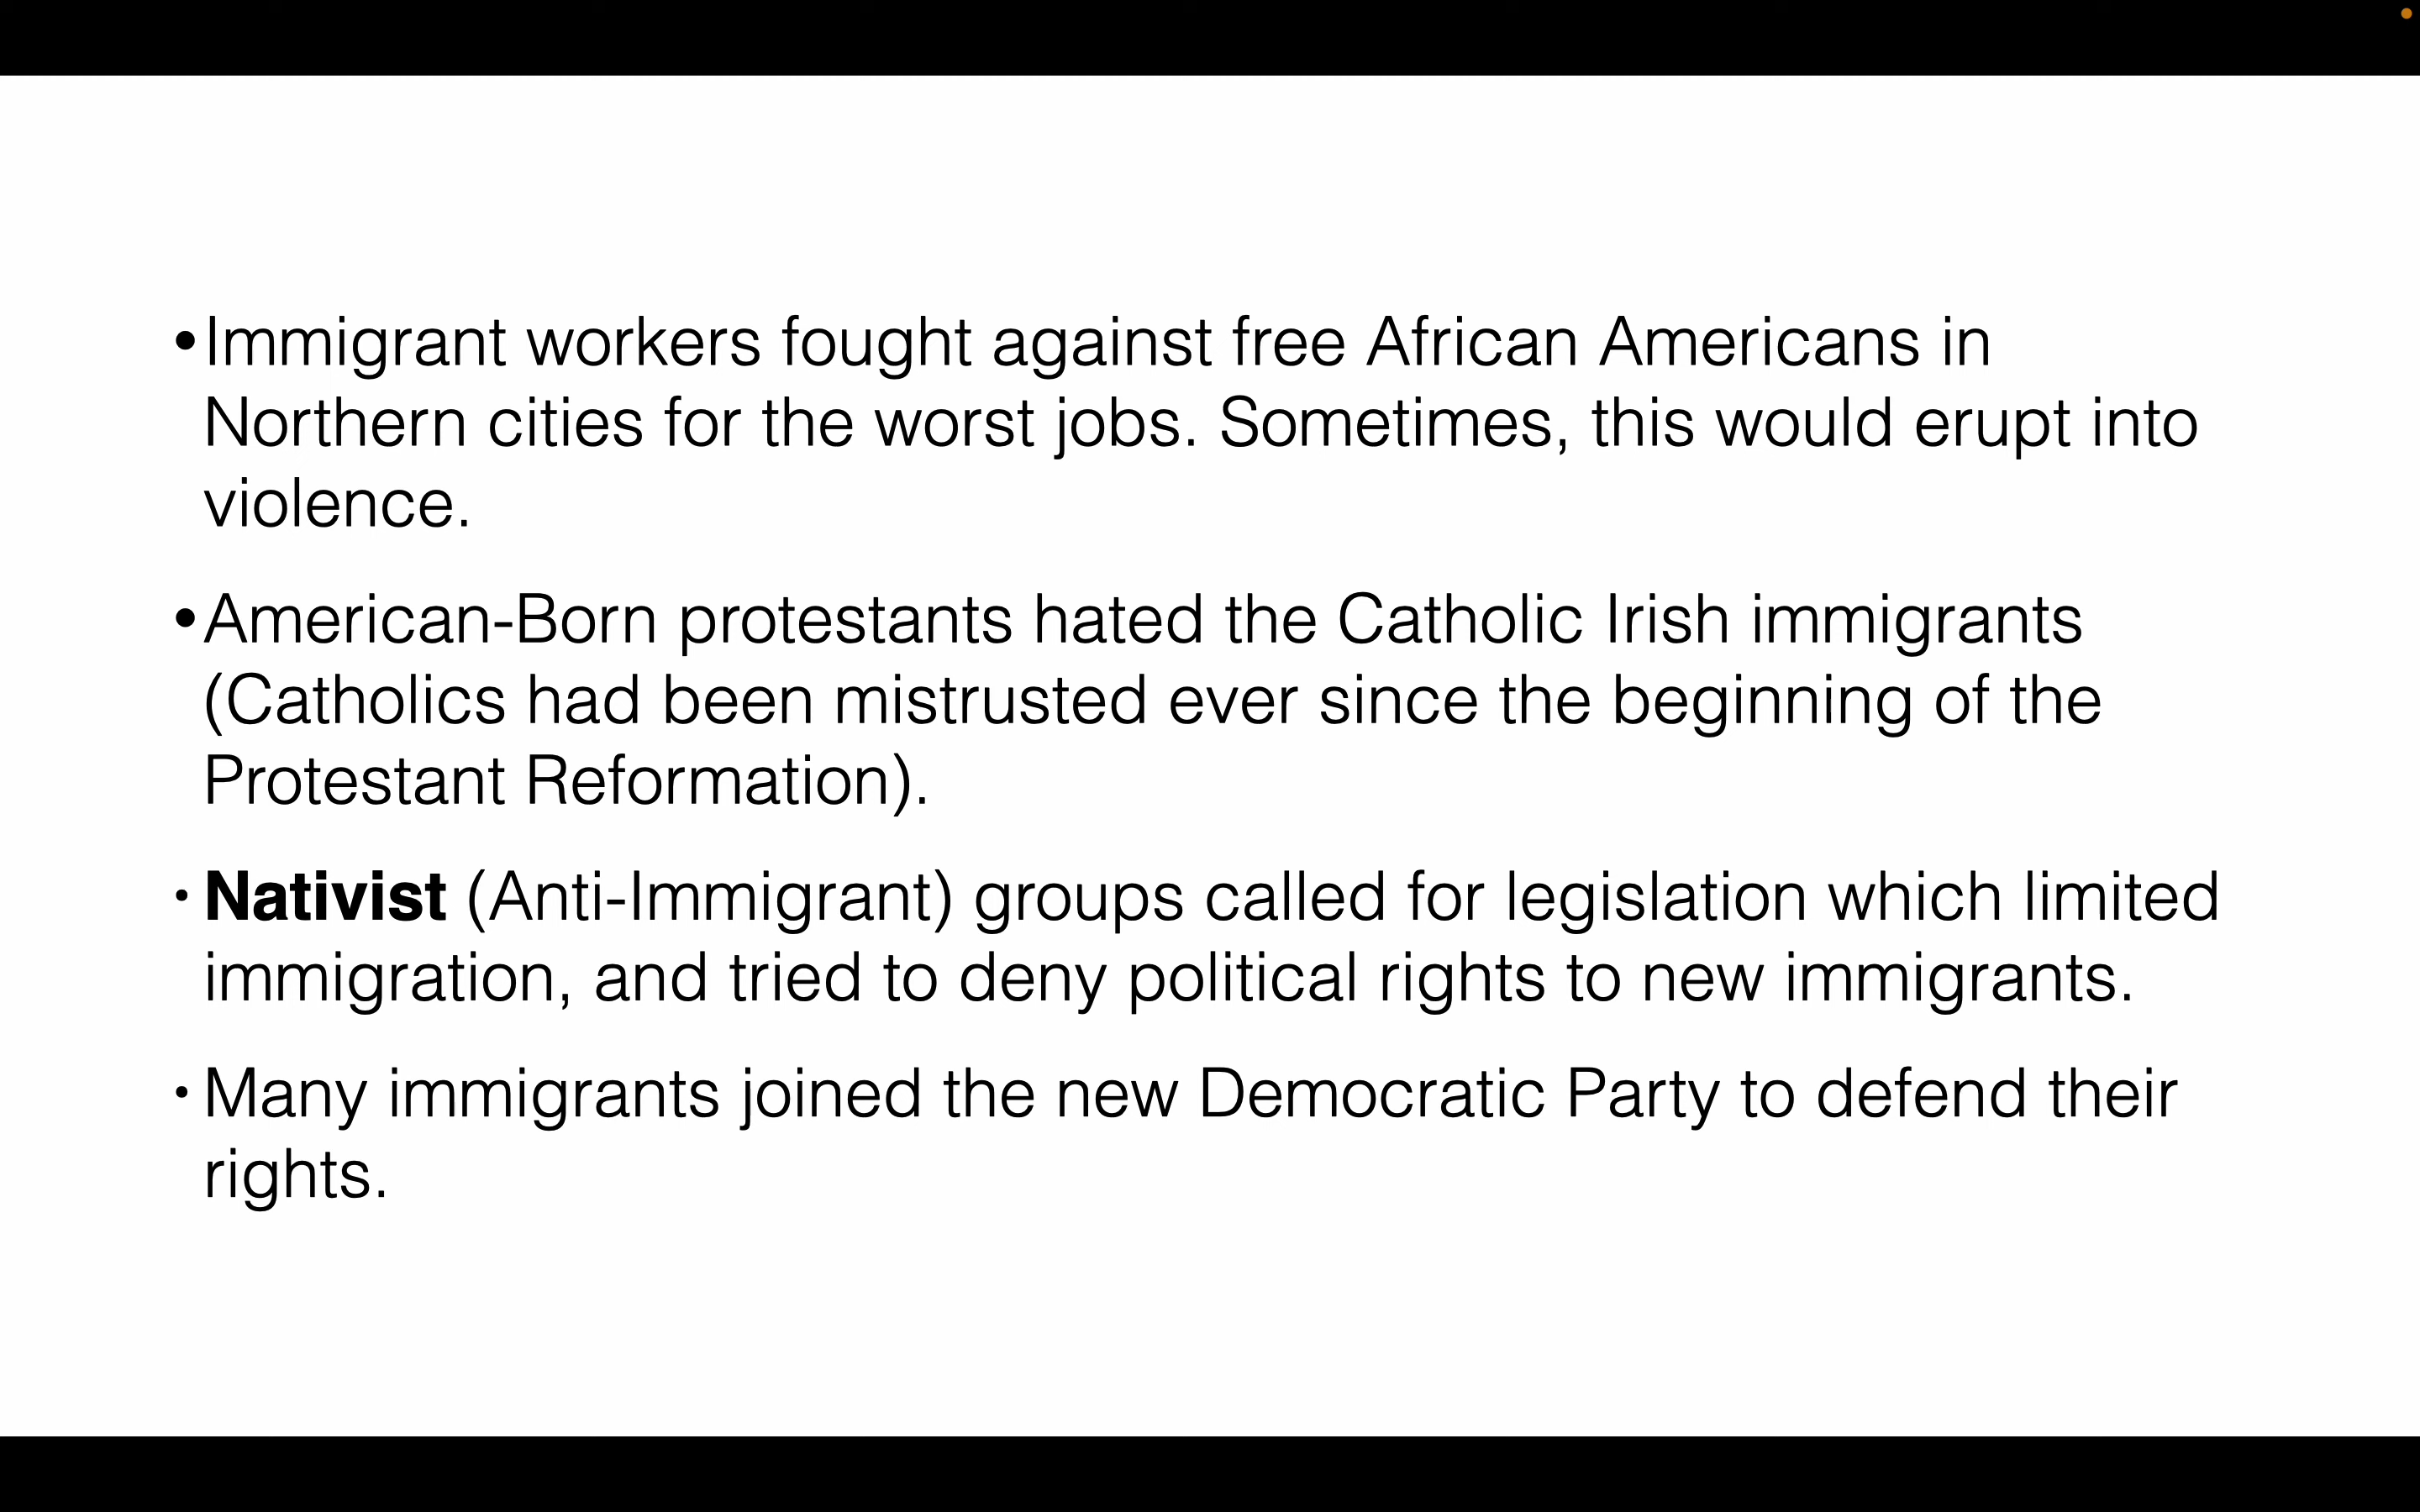 •Immigrant workers fought against free African Americans in
Northern cities for the worst jobs. Sometimes, this would erupt into
violence.
•American-Born protestants hated the Catholic Irish immigrants
(Catholics had been mistrusted ever since the beginning of the
Protestant Reformation).
• Nativist (Anti-Immigrant) groups called for legislation which limited
immigration, and tried to deny political rights to new immigrants.
• Many immigrants joined the new Democratic Party to defend their
rights.